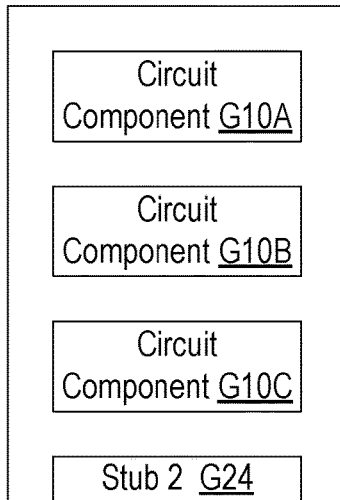 Circuit
Component G10A
Circuit
Component G10B
Circuit
Component G10C
Stub 2 G24